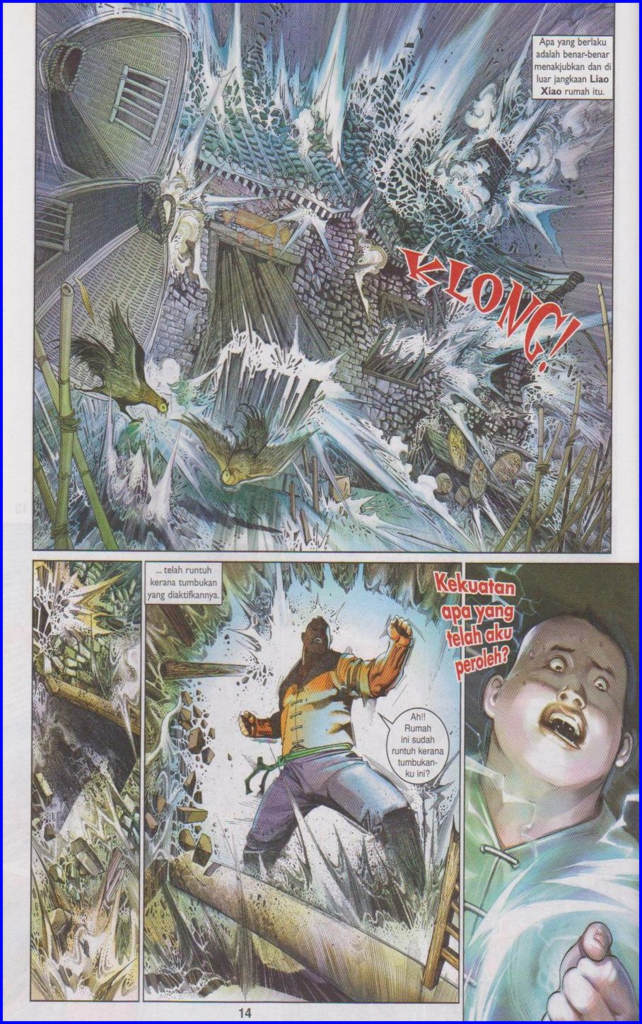 Apa yang berlaku
adalah benar-benar
menakjubkan dan di
luar jangkaan Liao
Xiao rumah itu.
KLONG!
... telah runtuh
kerana tumbukan
yang diaktifkannya.
Ah!!
Rumah
ini sudah
runtuh kerana
tumbukan-
ku ini?
Kekuatan
apa yang
telah aku
peroleh?
14